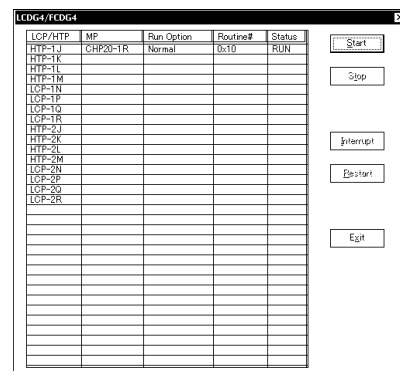 LCDG4/FCDG4
LCP/HTP MP Run Option Routine# Status
HTP-1J CHP20-1R Normal 0x10 RUN
HTP-1K
HTP-1L
HTP-1M
LCP-1N
LCP-1P
LCP-1Q
LCP-1R
HTP-2J
HTP-2K
HTP-2L
HTP-2M
LCP-2N
LCP-2P
LCP-2Q
LCP-2R
Start
Stop
Interrupt
Restart
Exit